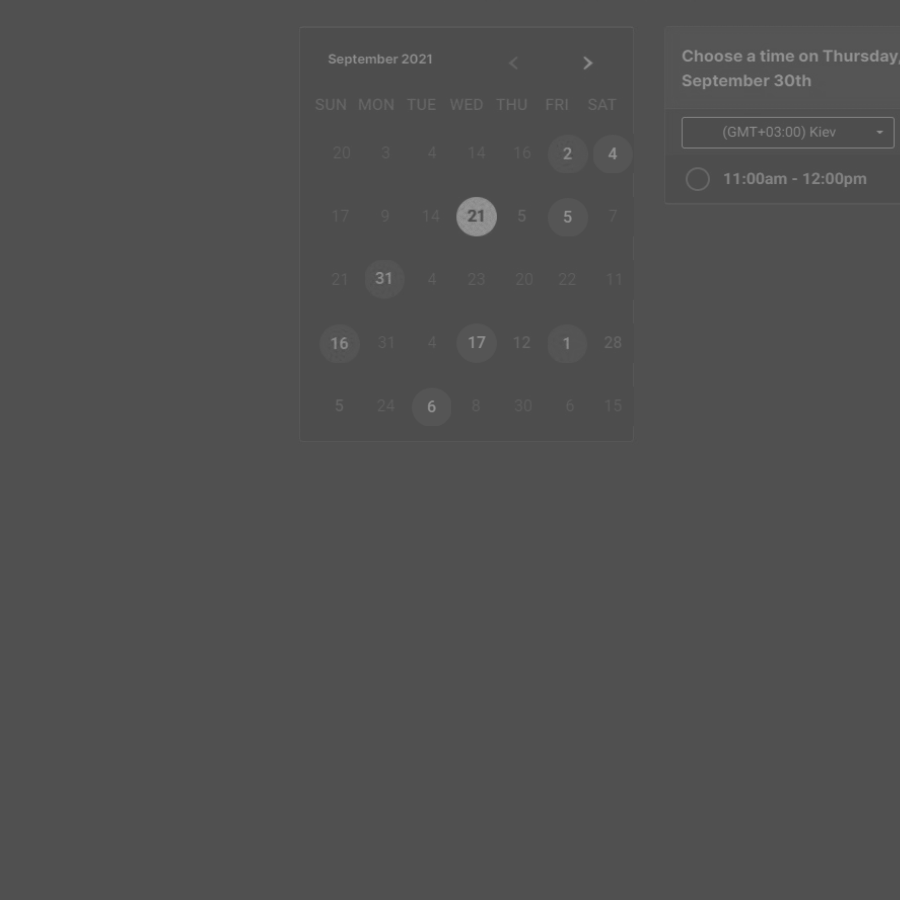 September 2021
SUN MON TUE WED THU FRI SAT
20 3 4 14 16 2 4
17 9 14 21 5 5 7
21 31 4 23 20 22 11
16 31 4 17 12 1 28
5 24 6 8 30 6 15
Choose a time on Thursday,
September 30th
(GMT+03:00) Kiev
11:00am - 12:00pm